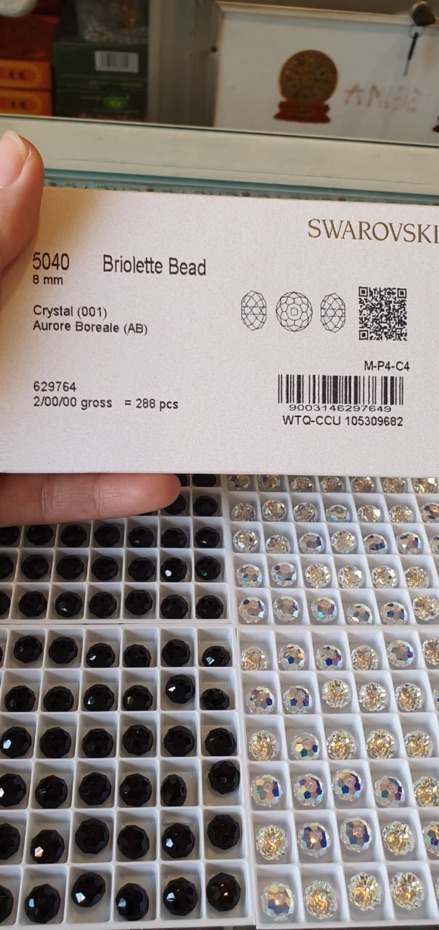 SWAROVSKI
5040 Briolette Bead
8 mm
Crystal (001)
Aurore Boreale (AB)
M-P4-C4
629764
2/00/00 gross = 288 pcs
9003146297649
WTQ-CCU 105309682